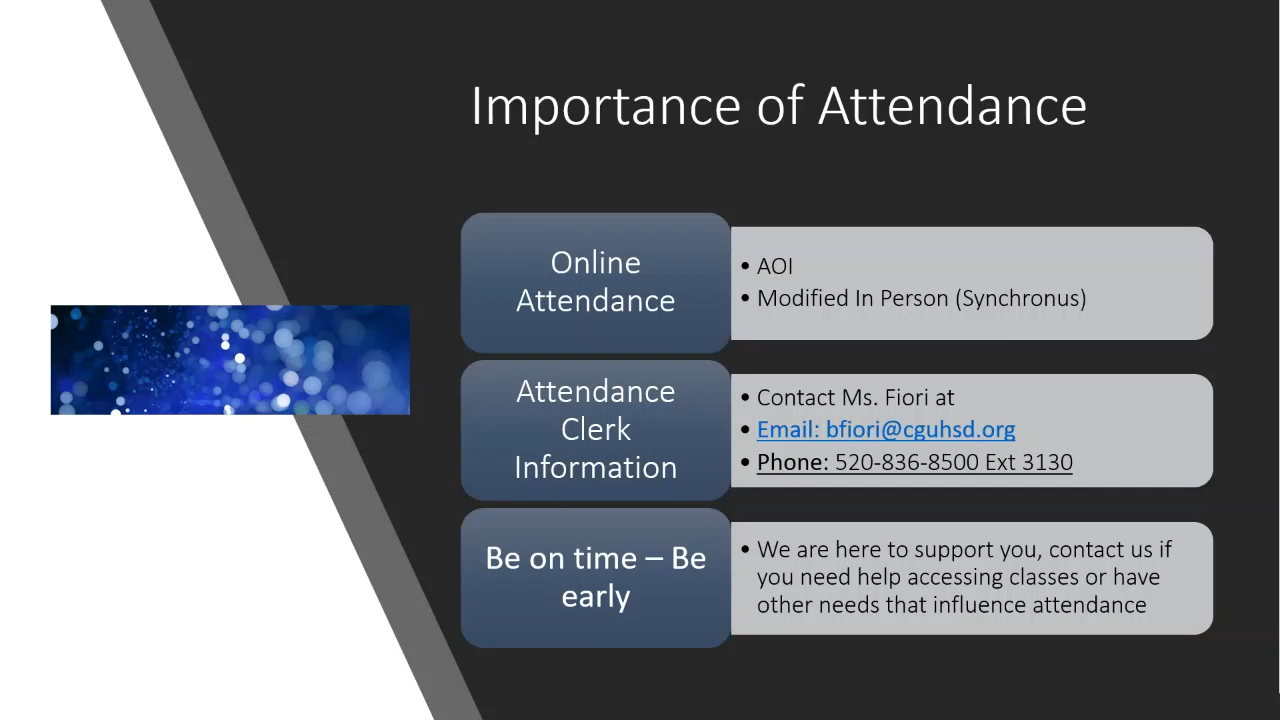 Importance of Attendance
Online
Attendance
• AOI
• Modified In Person (Synchronus)
Attendance
Clerk
Information
• Contact Ms. Fiori at
• Email: bfiori@cguhsd.org
• Phone: 520-836-8500 Ext 3130
Be on time – Be
early
• We are here to support you, contact us if
you need help accessing classes or have
other needs that influence attendance